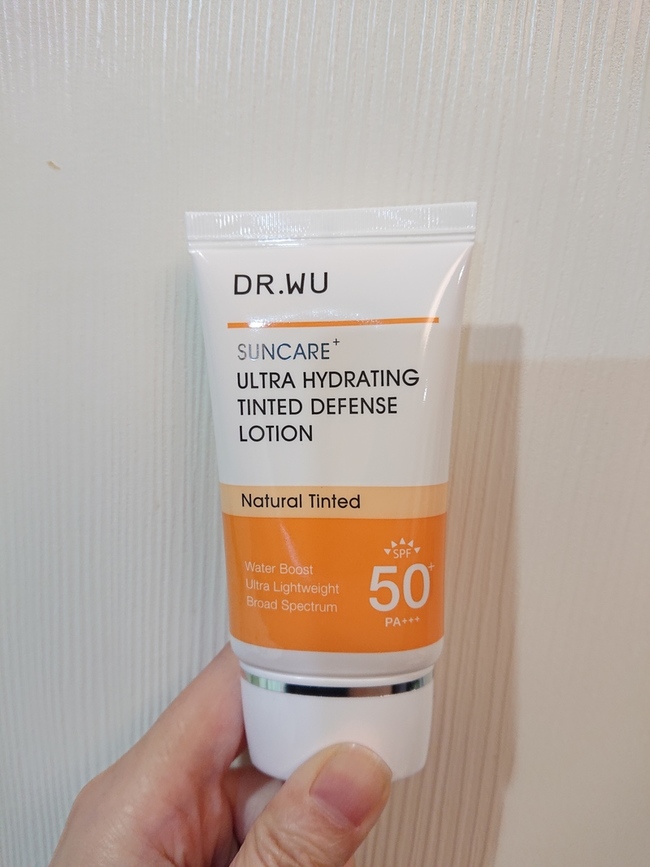 DR.WU
SUNCARE+
ULTRA HYDRATING
TINTED DEFENSE
LOTION
Natural Tinted
Water Boost
Ultra Lightweight
Broad Spectrum
SPF
50+
PA+++